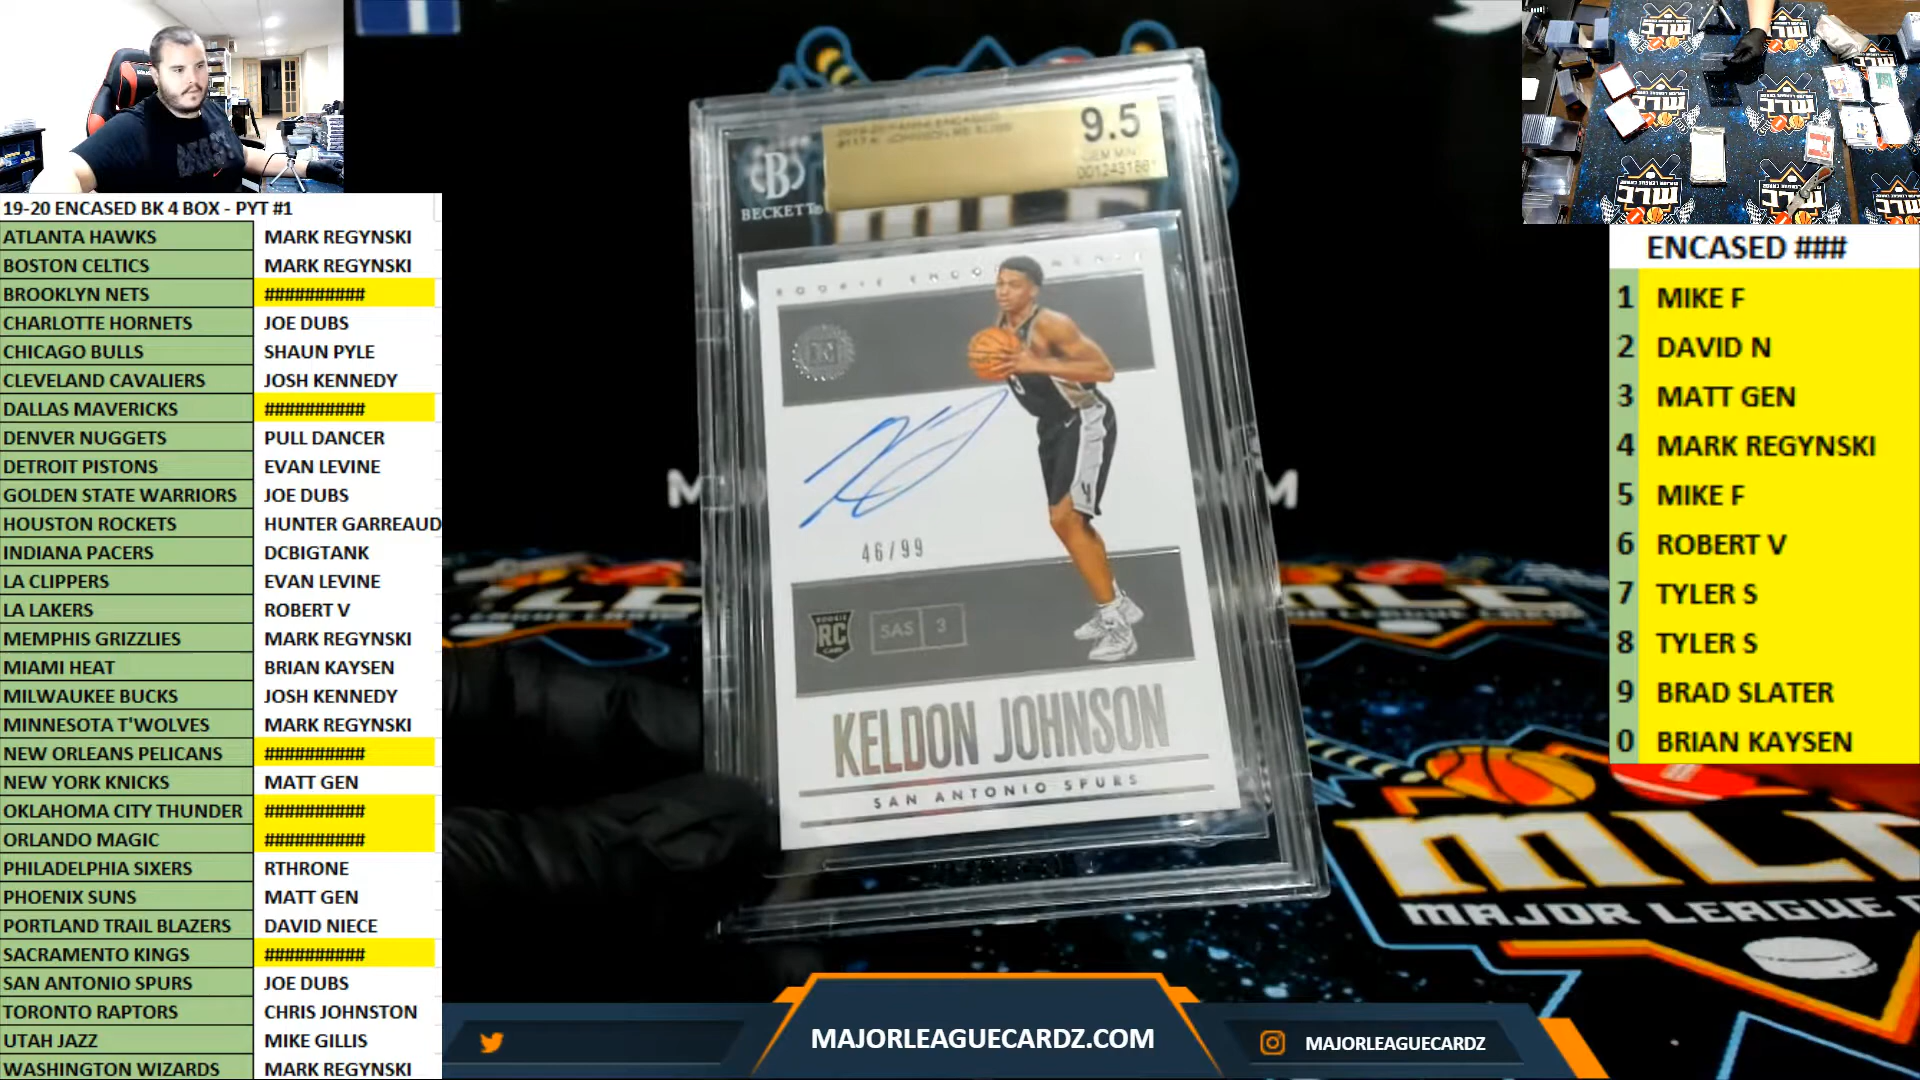 19-20 ENCASED BK 4 BOX - PYT #1
ATLANTA HAWKS MARK REGYNSKI
BOSTON CELTICS MARK REGYNSKI
BROOKLYN NETS ##########
CHARLOTTE HORNETS JOE DUBS
CHICAGO BULLS SHAUN PYLE
CLEVELAND CAVALIERS JOSH KENNEDY
DALLAS MAVERICKS ##########
DENVER NUGGETS PULL DANCER
DETROIT PISTONS EVAN LEVINE
GOLDEN STATE WARRIORS JOE DUBS
HOUSTON ROCKETS HUNTER GARREAUD
INDIANA PACERS DCBIGTANK
LA CLIPPERS EVAN LEVINE
LA LAKERS ROBERT V
MEMPHIS GRIZZLIES MARK REGYNSKI
MIAMI HEAT BRIAN KAYSEN
MILWAUKEE BUCKS JOSH KENNEDY
MINNESOTA T'WOLVES MARK REGYNSKI
NEW ORLEANS PELICANS ##########
NEW YORK KNICKS MATT GEN
OKLAHOMA CITY THUNDER ##########
ORLANDO MAGIC ##########
PHILADELPHIA SIXERS RTHRONE
PHOENIX SUNS MATT GEN
PORTLAND TRAIL BLAZERS DAVID NIECE
SACRAMENTO KINGS ##########
SAN ANTONIO SPURS JOE DUBS
TORONTO RAPTORS CHRIS JOHNSTON
UTAH JAZZ MIKE GILLIS
WASHINGTON WIZARDS MARK REGYNSKI
B
BECKETT
9.5
GEM MINT
46/99
ROOKIE
RC
CARD
SAS 3
KELDON JOHNSON
SAN ANTONIO SPURS
ENCASED ###
1 MIKE F
2 DAVID N
3 MATT GEN
4 MARK REGYNSKI
5 MIKE F
6 ROBERT V
7 TYLER S
8 TYLER S
9 BRAD SLATER
0 BRIAN KAYSEN
MAJOR LEAGUE
MAJORLEAGUECARDZ.COM
MAJORLEAGUECARDZ